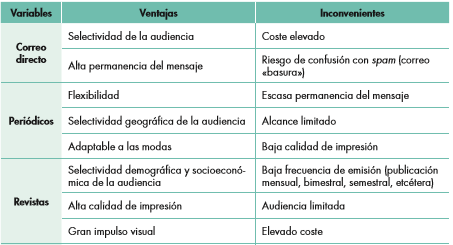 Variables Ventajas Inconvenientes
Correo directo
Selectividad de la audiencia Coste elevado
Alta permanencia del mensaje Riesgo de confusión con spam (correo
«basura»)
Periódicos
Flexibilidad Escasa permanencia del mensaje
Selectividad geográfica de la audiencia Alcance limitado
Adaptable a las modas Baja calidad de impresión
Revistas
Selectividad demográfica y socioeconó-
mica de la audiencia
Baja frecuencia de emisión (publicación
mensual, bimestral, semestral, etcétera)
Alta calidad de impresión Audiencia limitada
Gran impulso visual Elevado coste